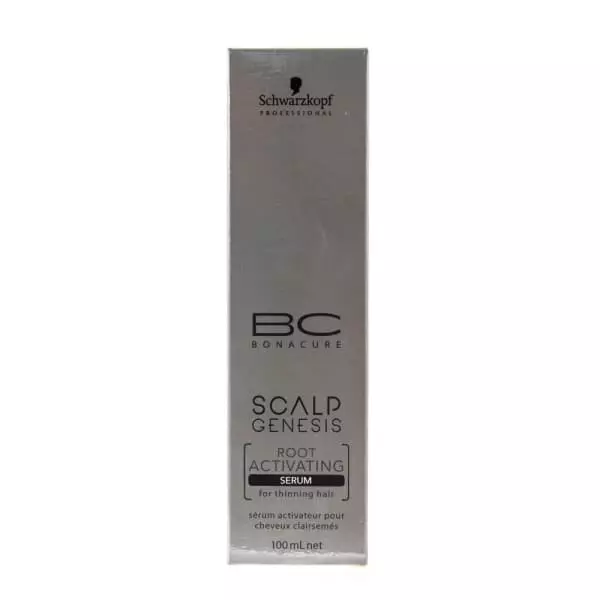 Schwarzkopf
PROFESSIONAL
BC
BONACURE
SCALP
GENESIS
ROOT
ACTIVATING
SERUM
for thinning hair
sérum activateur pour
cheveux clairsemés
100 mL net